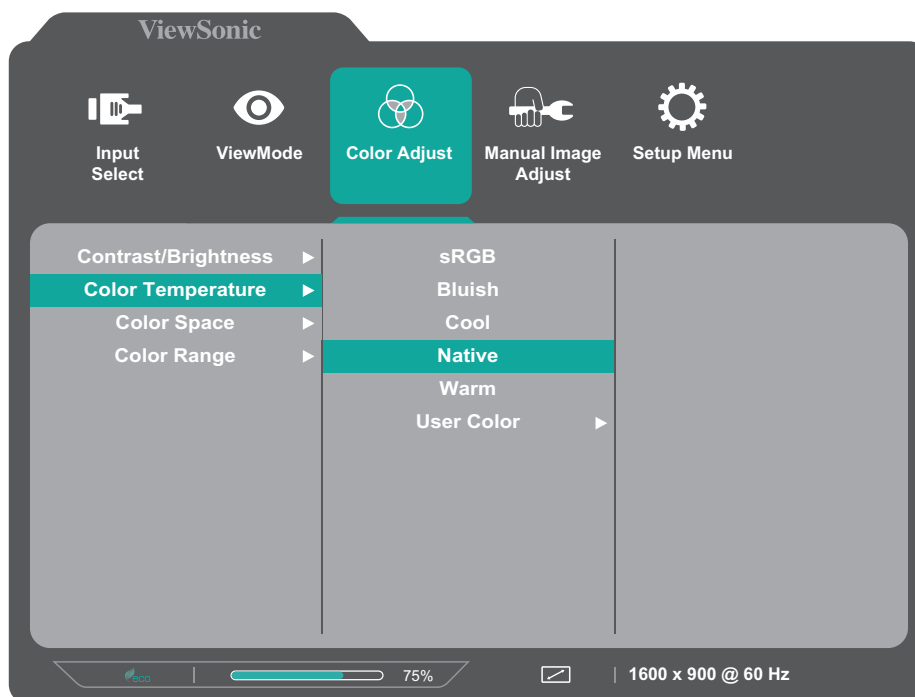 ViewSonic
Input
Select
ViewMode
Color Adjust
Manual Image
Adjust
Setup Menu
Contrast/Brightness
Color Temperature
Color Space
Color Range
sRGB
Bluish
Cool
Native
Warm
User Color
eco
75%
1600 x 900 @ 60 Hz